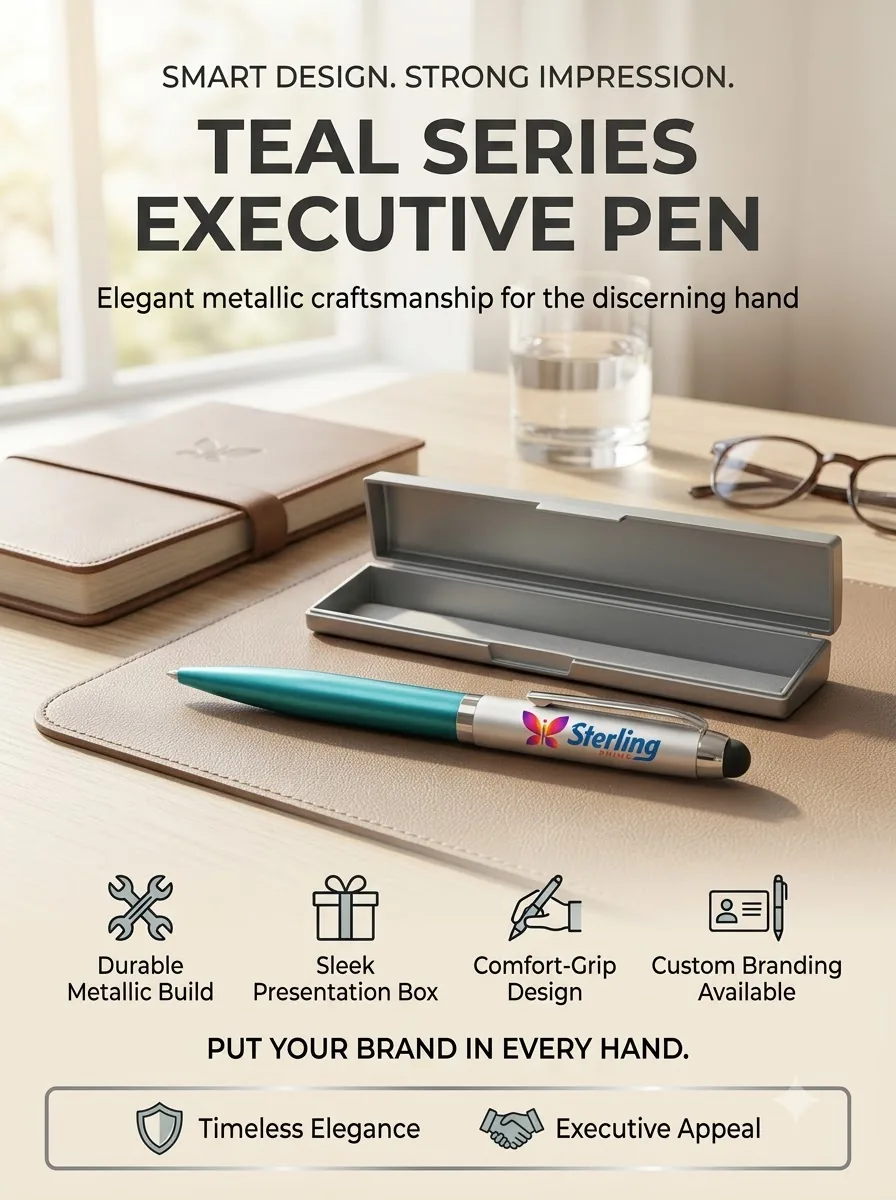 SMART DESIGN. STRONG IMPRESSION.
TEAL SERIES
EXECUTIVE PEN
Elegant metallic craftsmanship for the discerning hand
Sterling
Durable
Metallic Build
Sleek
Presentation Box
Comfort-Grip
Design
Custom Branding
Available
PUT YOUR BRAND IN EVERY HAND.
Timeless Elegance
Executive Appeal